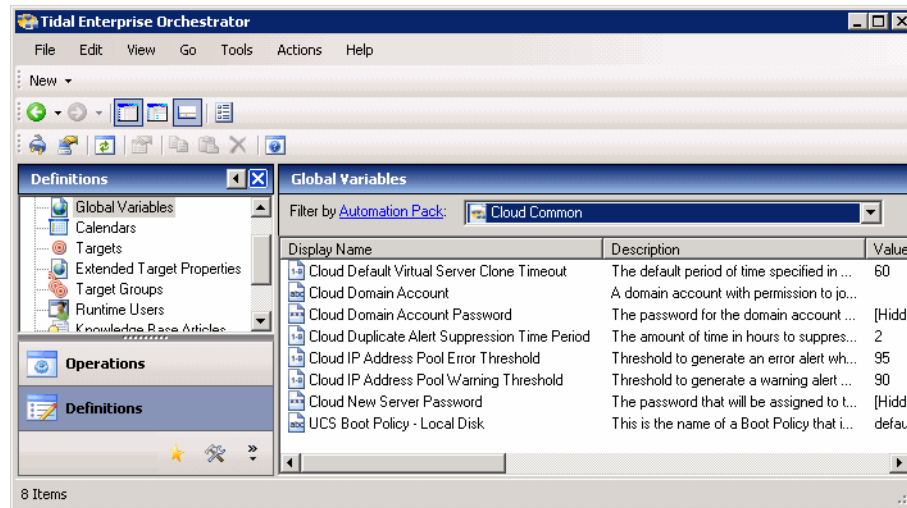 Tidal Enterprise Orchestrator
File Edit View Go Tools Actions Help
New
Definitions
Global Variables
Calendars
Targets
Extended Target Properties
Target Groups
Runtime Users
Knowledge Base Articles
Operations
Definitions
Global Variables
Filter by Automation Pack: Cloud Common
Display Name Description Value
Cloud Default Virtual Server Clone Timeout The default period of time specified in ... 60
Cloud Domain Account A domain account with permission to jo...
Cloud Domain Account Password The password for the domain account ... [Hidd
Cloud Duplicate Alert Suppression Time Period The amount of time in hours to suppres... 2
Cloud IP Address Pool Error Threshold Threshold to generate an error alert wh... 95
Cloud IP Address Pool Warning Threshold Threshold to generate a warning alert ... 90
Cloud New Server Password The password that will be assigned to t... [Hidd
UCS Boot Policy - Local Disk This is the name of a Boot Policy that i... defau
8 Items